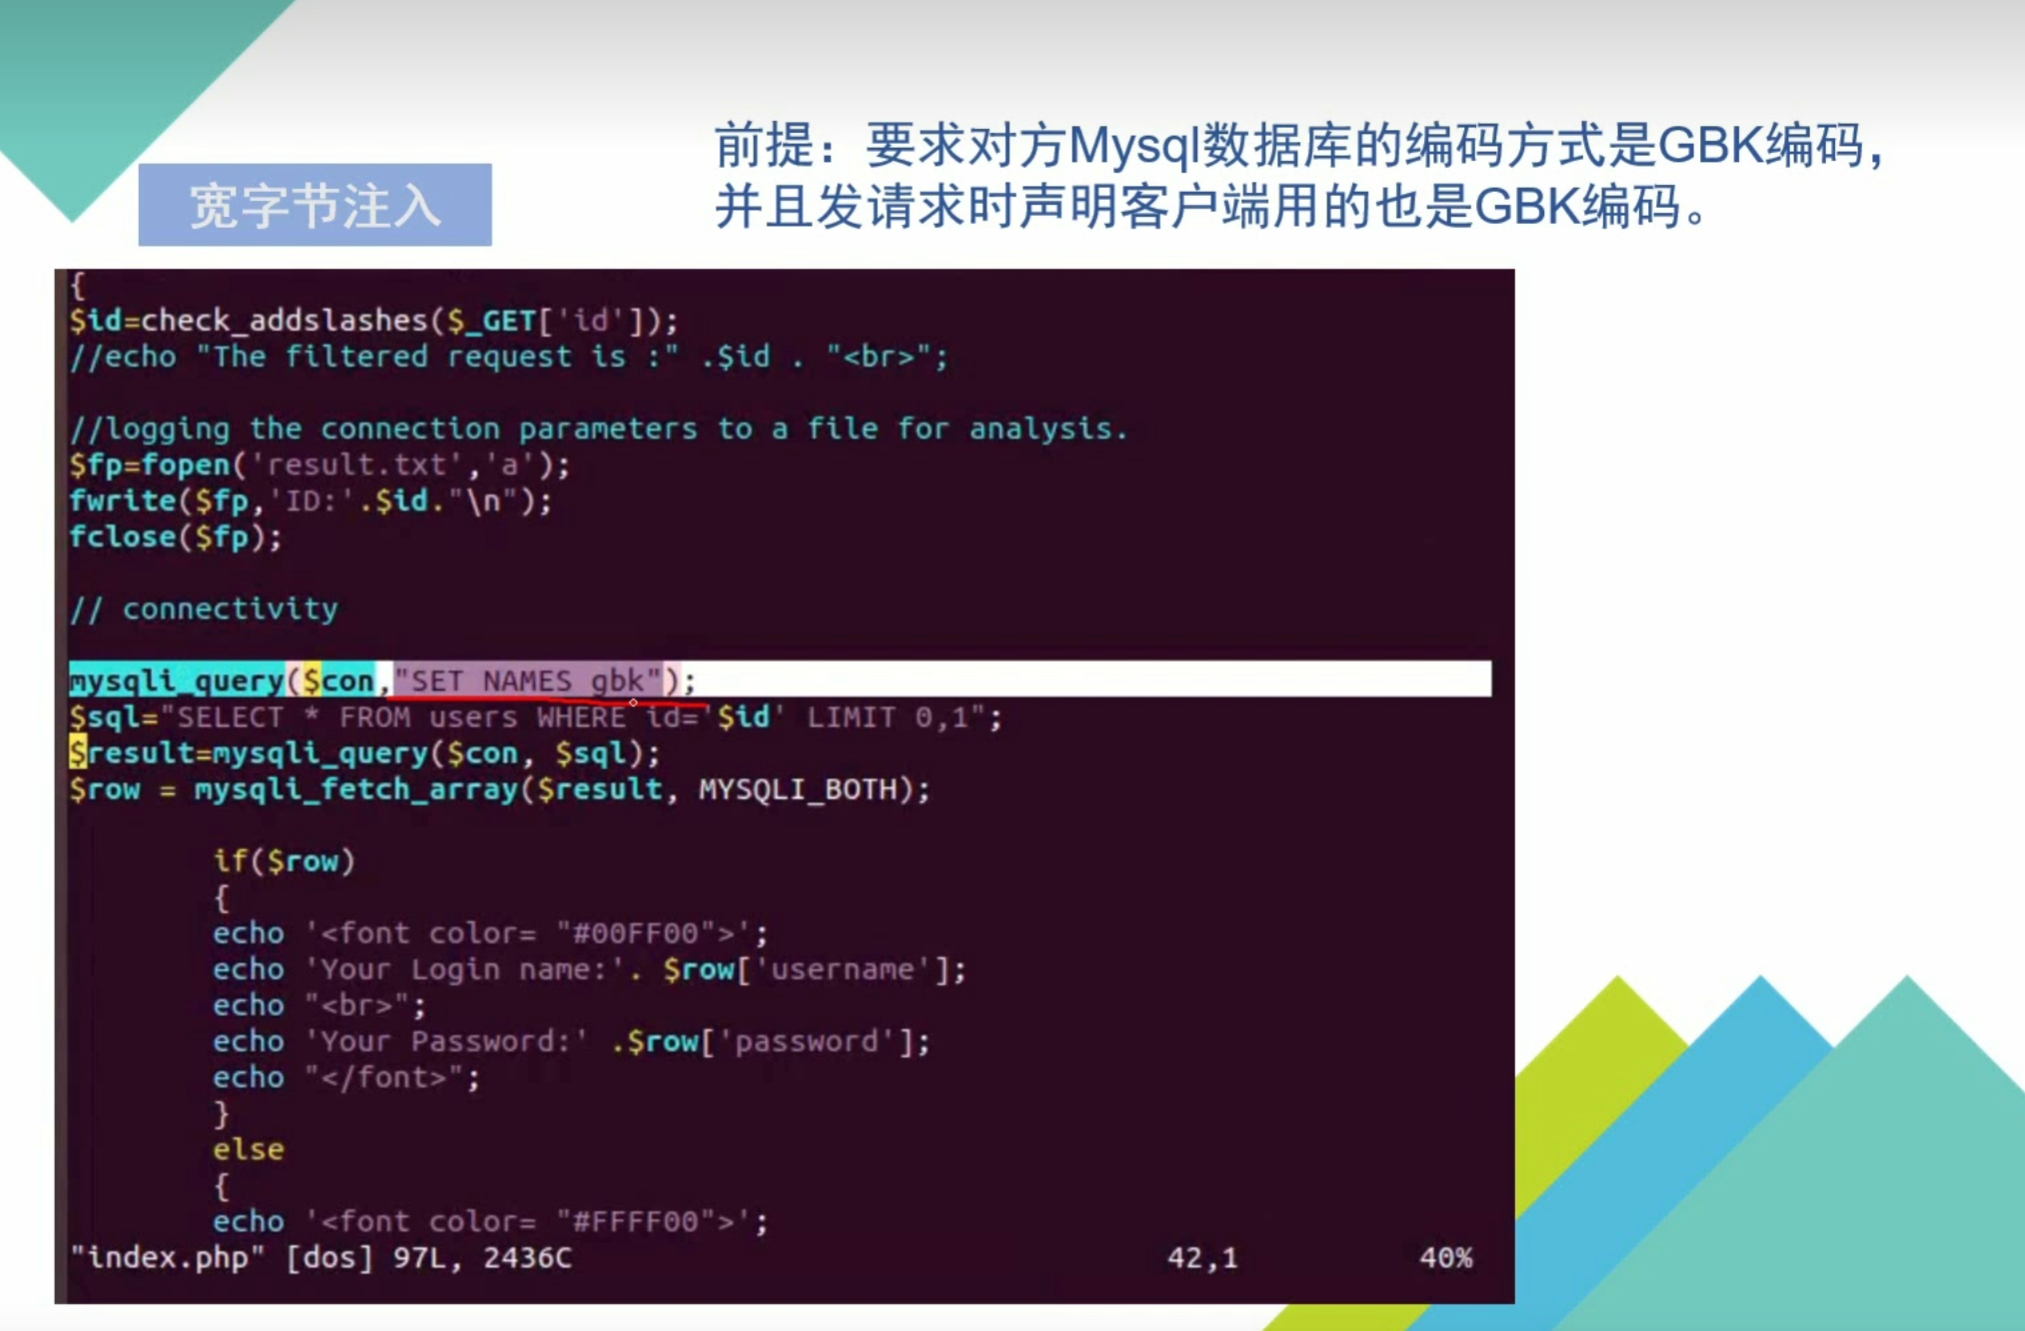 宽字节注入
前提：要求对方Mysql数据库的编码方式是GBK编码，
并且发请求时声明客户端用的也是GBK编码。
{
$id=check_addslashes($_GET['id']);
//echo "The filtered request is :" .$id . "<br>";
//logging the connection parameters to a file for analysis.
$fp=fopen('result.txt','a');
fwrite($fp,'ID:'.$id."\n");
fclose($fp);
// connectivity
mysqli_query($con,"SET NAMES gbk");
$sql="SELECT * FROM users WHERE id='$id' LIMIT 0,1";
$result=mysqli_query($con, $sql);
$row = mysqli_fetch_array($result, MYSQLI_BOTH);
if($row)
{
echo '<font color= "#00FF00">';
echo 'Your Login name:'. $row['username'];
echo "<br>";
echo 'Your Password:' .$row['password'];
echo "</font>";
}
else
{
echo '<font color= "#FFFF00">';
"index.php" [dos] 97L, 2436C 42,1 40%